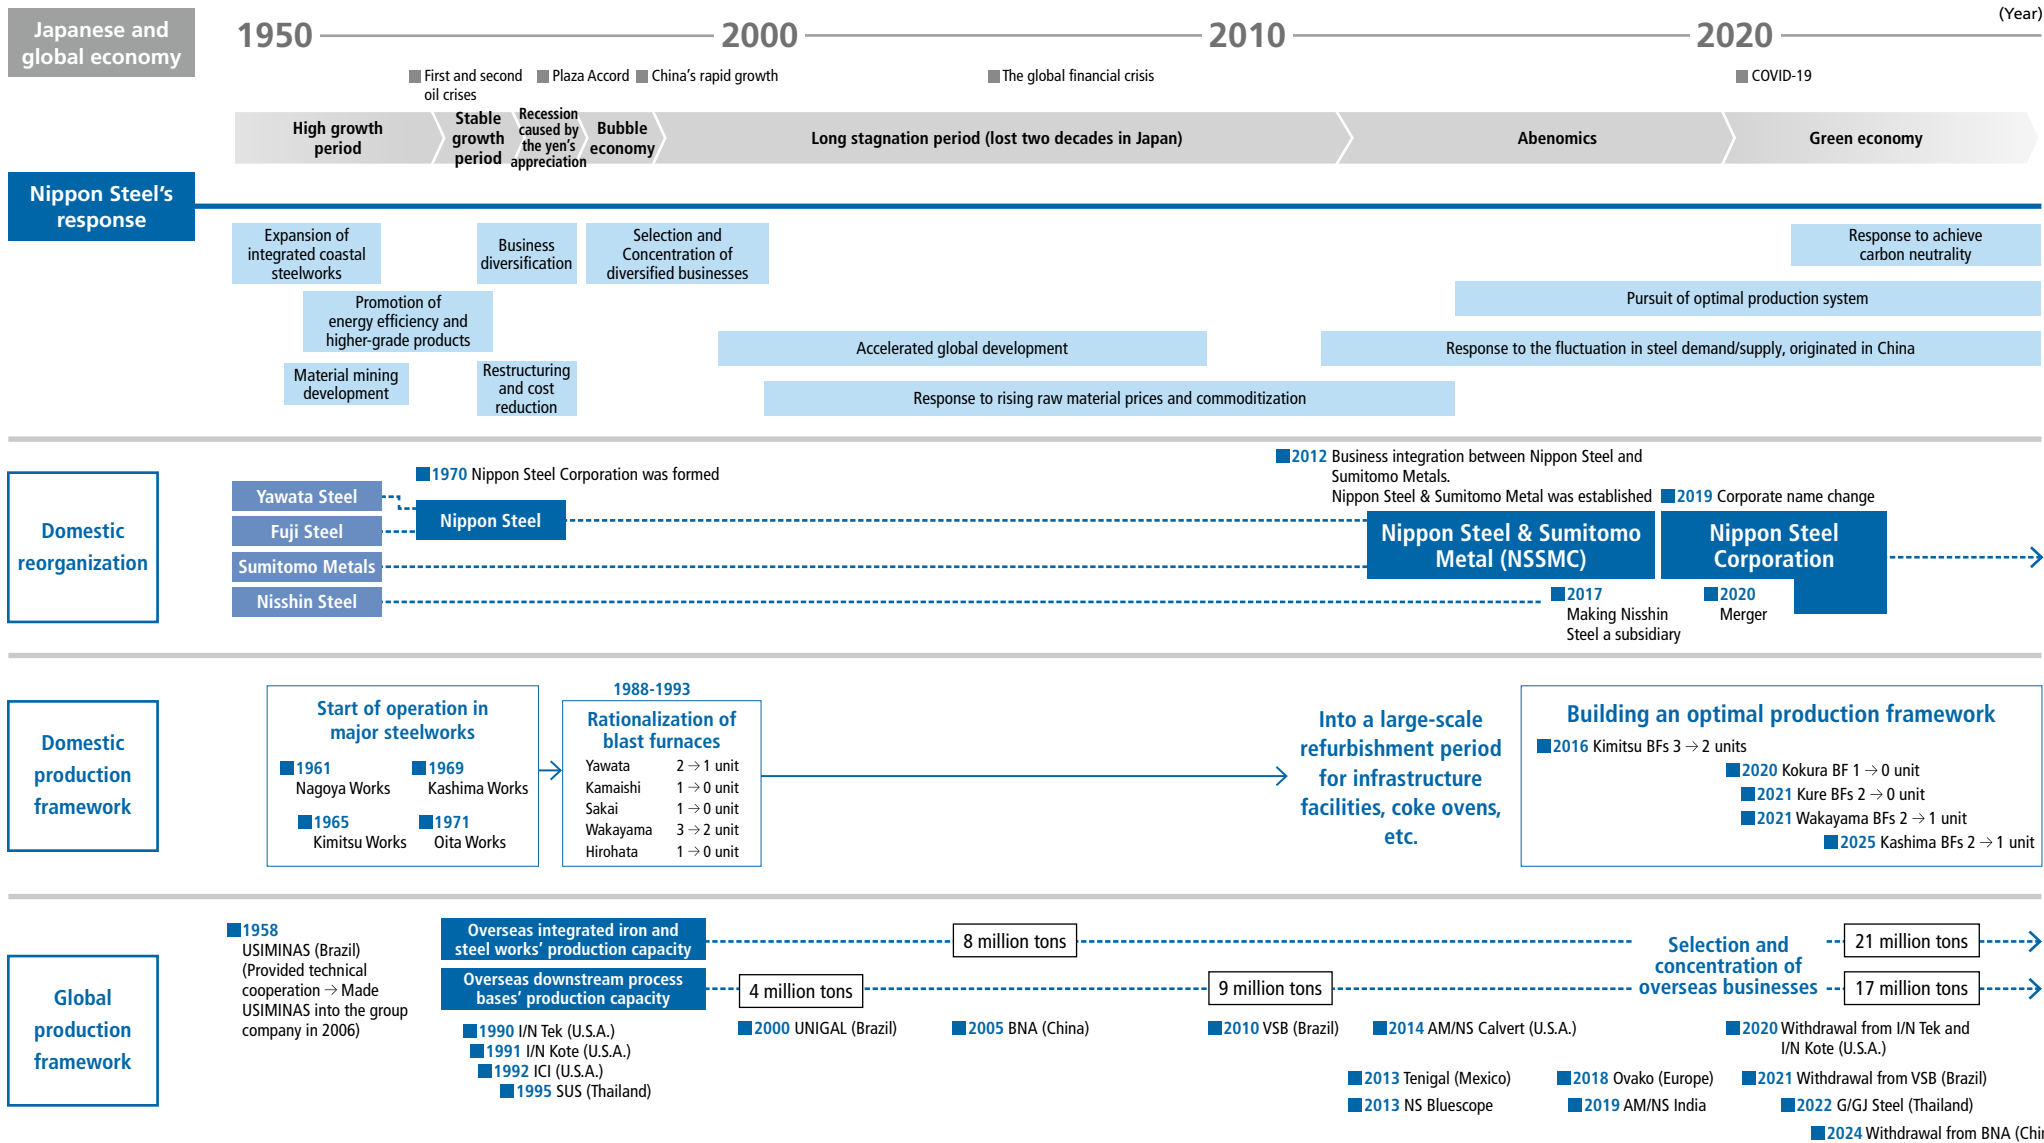 Japanese and
global economy
1950
2000
2010
2020
(Year)
First and second
oil crises
Plaza Accord
China's rapid growth
The global financial crisis
COVID-19
High growth
period
Stable
growth
period
Recession
caused by
the yen's
appreciation
Bubble
economy
Long stagnation period (lost two decades in Japan)
Abenomics
Green economy
Nippon Steel's
response
Expansion of
integrated coastal
steelworks
Business
diversification
Selection and
Concentration of
diversified businesses
Response to achieve
carbon neutrality
Promotion of
energy efficiency and
higher-grade products
Pursuit of optimal production system
Accelerated global development
Response to the fluctuation in steel demand/supply, originated in China
Material mining
development
Restructuring
and cost
reduction
Response to rising raw material prices and commoditization
Domestic
reorganization
1970 Nippon Steel Corporation was formed
2012 Business integration between Nippon Steel and
Sumitomo Metals.
Nippon Steel & Sumitomo Metal was established
2019 Corporate name change
Yawata Steel
Fuji Steel
Sumitomo Metals
Nisshin Steel
Nippon Steel
Nippon Steel & Sumitomo
Metal (NSSMC)
Nippon Steel
Corporation
2017
Making Nisshin
Steel a subsidiary
2020
Merger
Domestic
production
framework
Start of operation in
major steelworks
1961
Nagoya Works
1969
Kashima Works
1965
Kimitsu Works
1971
Oita Works
1988-1993
Rationalization of
blast furnaces
Yawata 2 → 1 unit
Kamaishi 1 → 0 unit
Sakai 1 → 0 unit
Wakayama 3 → 2 unit
Hirohata 1 → 0 unit
Into a large-scale
refurbishment period
for infrastructure
facilities, coke ovens,
etc.
Building an optimal production framework
2016 Kimitsu BFs 3 → 2 units
2020 Kokura BF 1 → 0 unit
2021 Kure BFs 2 → 0 unit
2021 Wakayama BFs 2 → 1 unit
2025 Kashima BFs 2 → 1 unit
Global
production
framework
1958
USIMINAS (Brazil)
(Provided technical
cooperation → Made
USIMINAS into the group
company in 2006)
Overseas integrated iron and
steel works' production capacity
8 million tons
Selection and
concentration of
overseas businesses
21 million tons
Overseas downstream process
bases' production capacity
4 million tons
9 million tons
17 million tons
1990 I/N Tek (U.S.A.)
1991 I/N Kote (U.S.A.)
1992 ICI (U.S.A.)
1995 SUS (Thailand)
2000 UNIGAL (Brazil)
2005 BNA (China)
2010 VSB (Brazil)
2014 AM/NS Calvert (U.S.A.)
2020 Withdrawal from I/N Tek and
I/N Kote (U.S.A.)
2013 Tenigal (Mexico)
2018 Ovako (Europe)
2021 Withdrawal from VSB (Brazil)
2013 NS Bluescope
2019 AM/NS India
2022 G/GJ Steel (Thailand)
2024 Withdrawal from BNA (Chi